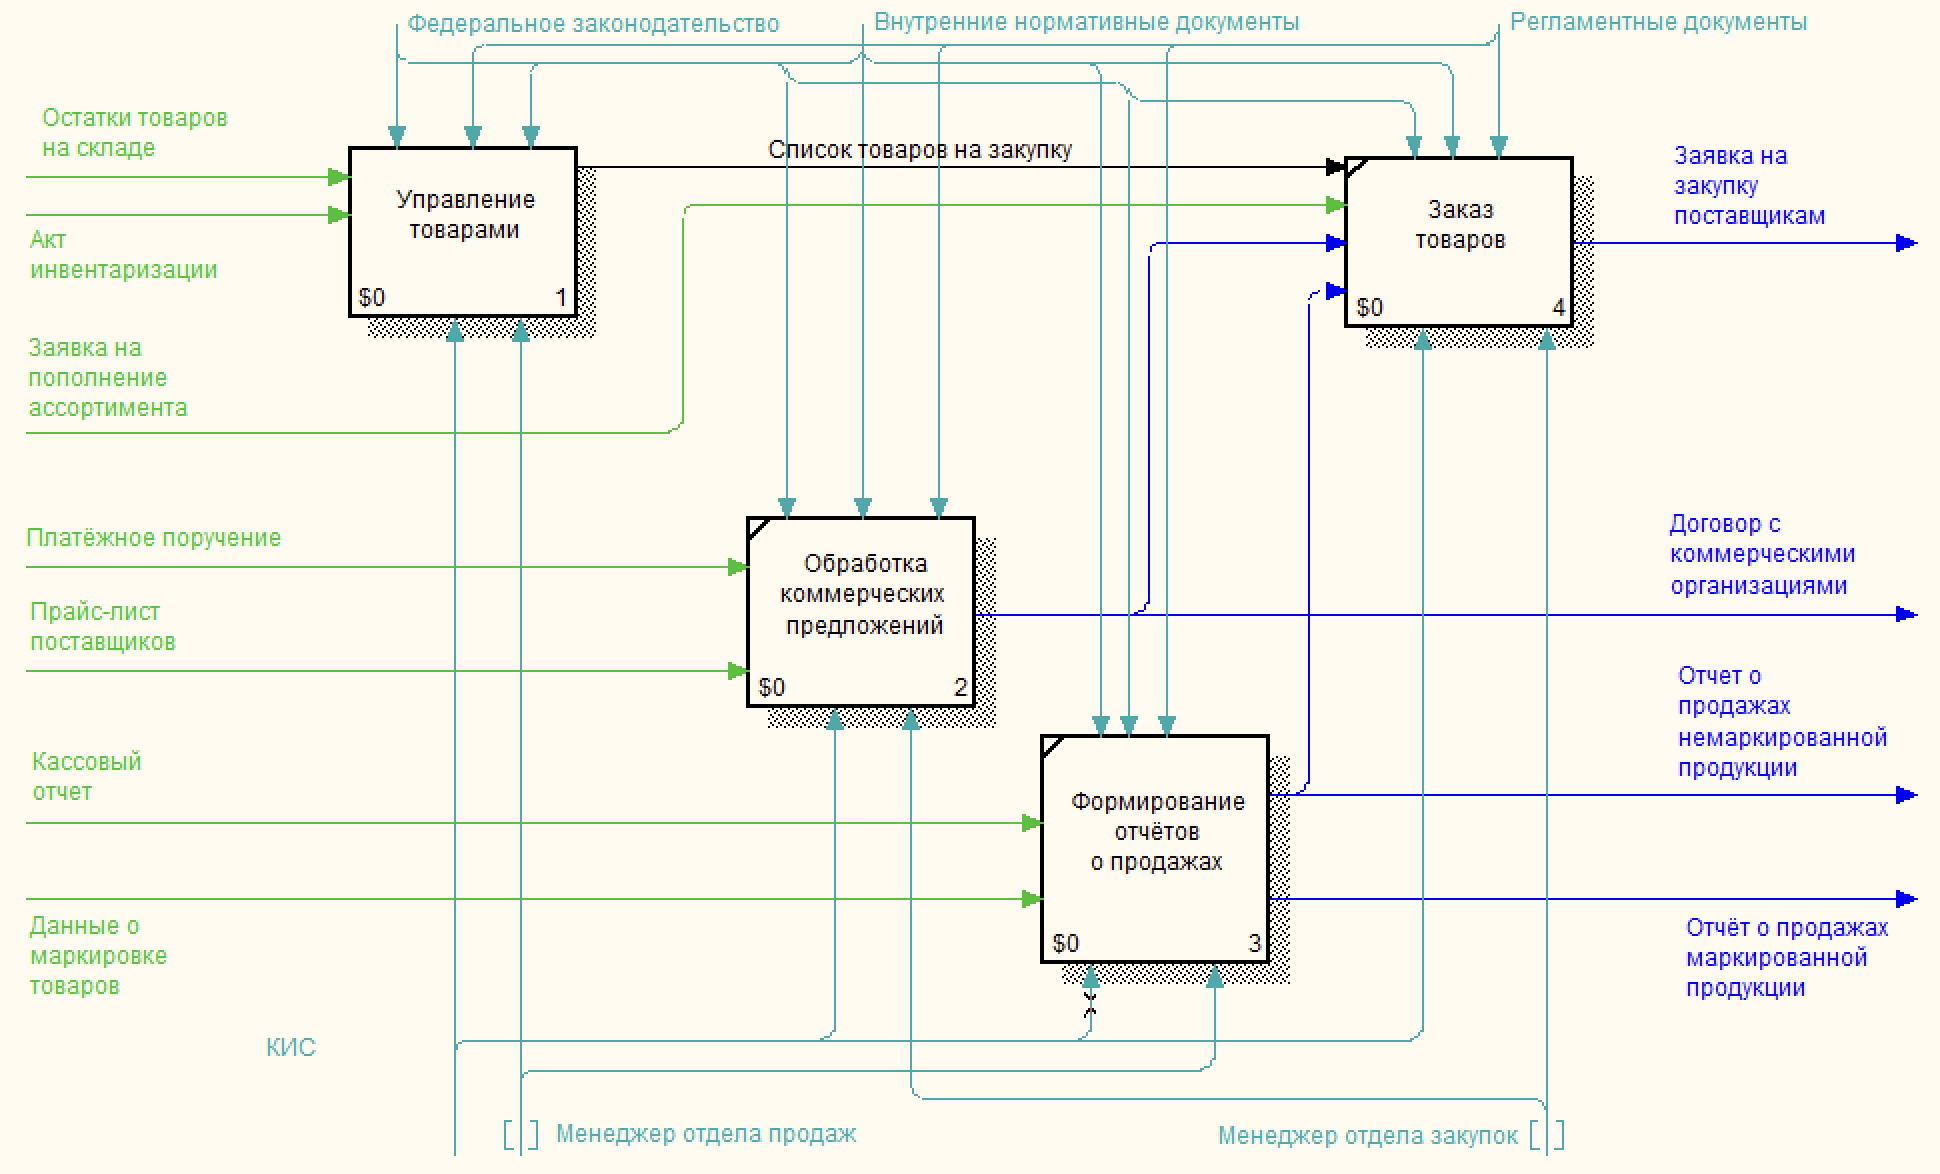 Федеральное законодательство
Внутренние нормативные документы
Регламентные документы
Остатки товаров
на складе
Акт
инвентаризации
Заявка на
пополнение
ассортимента
Платёжное поручение
Прайс-лист
поставщиков
Кассовый
отчет
Данные о
маркировке
товаров
КИС
Управление
товарами
$0 1
Список товаров на закупку
Обработка
коммерческих
предложений
$0 2
Формирование
отчётов
о продажах
$0 3
Заказ
товаров
$0 4
Заявка на
закупку
поставщикам
Договор с
коммерческими
организациями
Отчет о
продажах
немаркированной
продукции
Отчёт о продажах
маркированной
продукции
Менеджер отдела продаж
Менеджер отдела закупок